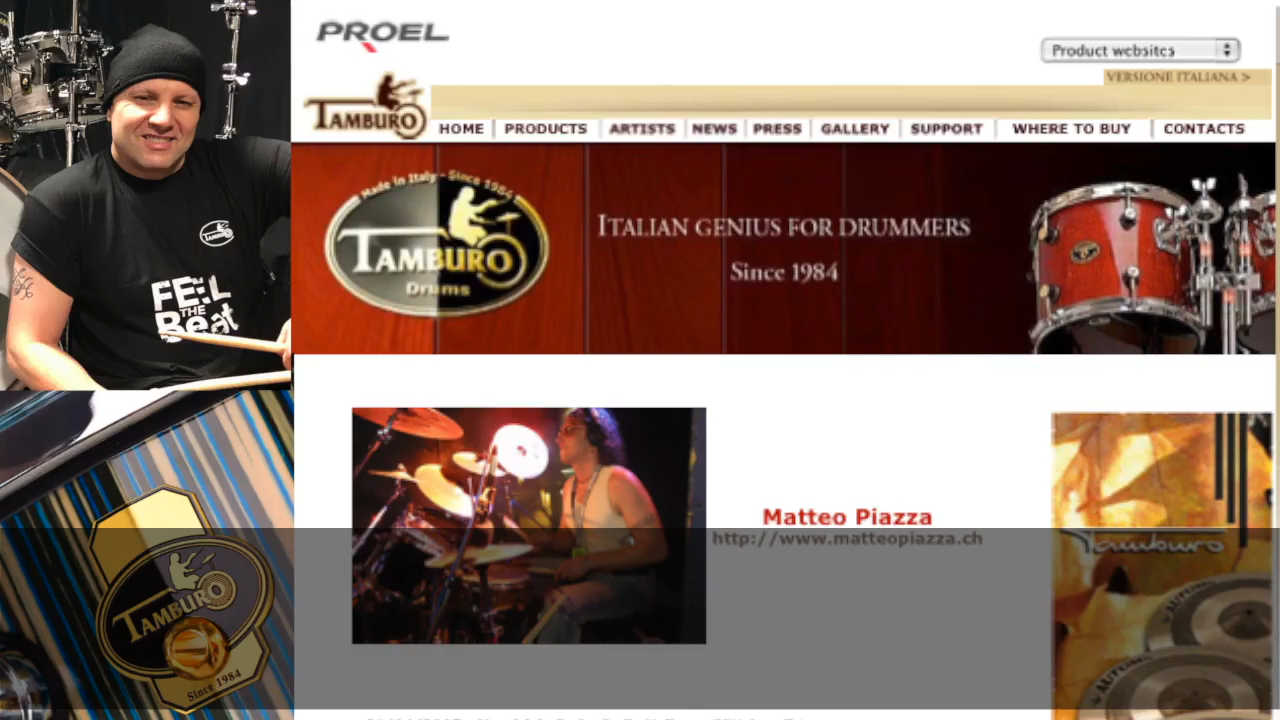 PROEL
Product websites
VERSIONE ITALIANA >
TAMBURO
HOME
PRODUCTS
ARTISTS
NEWS
PRESS
GALLERY
SUPPORT
WHERE TO BUY
CONTACTS
Made in Italy - Since 1984
TAMBURO
Drums
ITALIAN GENIUS FOR DRUMMERS
Since 1984
TAMBURO
FEEL
THE
Beat
Matteo Piazza
http://www.matteopiazza.ch
Tamburo
TAMBURO
Since 1984